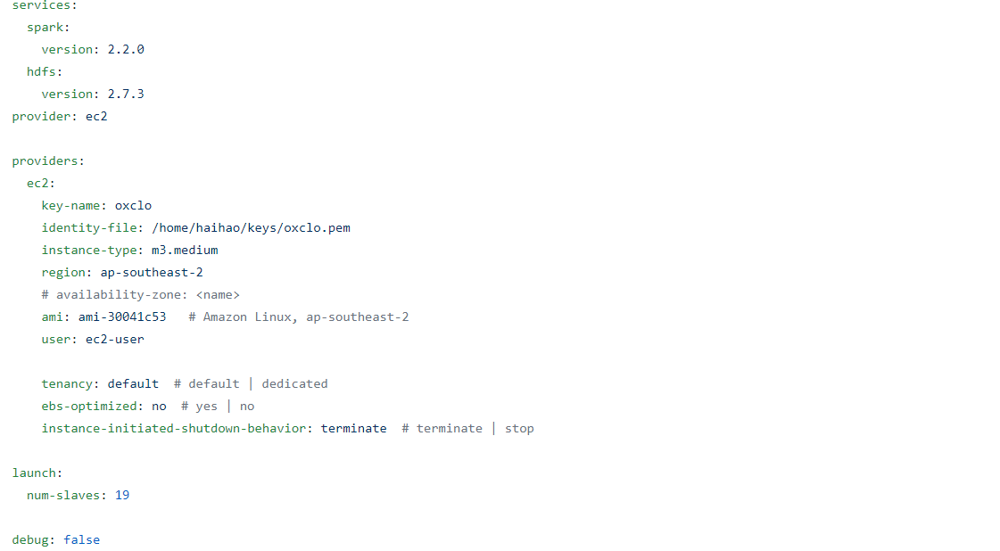 services:
  spark:
    version: 2.2.0
  hdfs:
    version: 2.7.3
provider: ec2
providers:
  ec2:
    key-name: oxclo
    identity-file: /home/haihao/keys/oxclo.pem
    instance-type: m3.medium
    region: ap-southeast-2
    # availability-zone: <name>
    ami: ami-30041c53   # Amazon Linux, ap-southeast-2
    user: ec2-user
    tenancy: default  # default | dedicated
    ebs-optimized: no  # yes | no
    instance-initiated-shutdown-behavior: terminate  # terminate | stop
launch:
  num-slaves: 19
debug: false